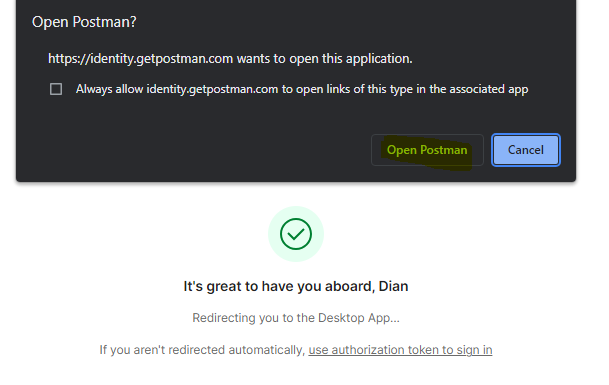 Open Postman?
https://identity.getpostman.com wants to open this application.
Always allow identity.getpostman.com to open links of this type in the associated app
Open Postman
Cancel
It's great to have you aboard, Dian
Redirecting you to the Desktop App...
If you aren't redirected automatically, use authorization token to sign in